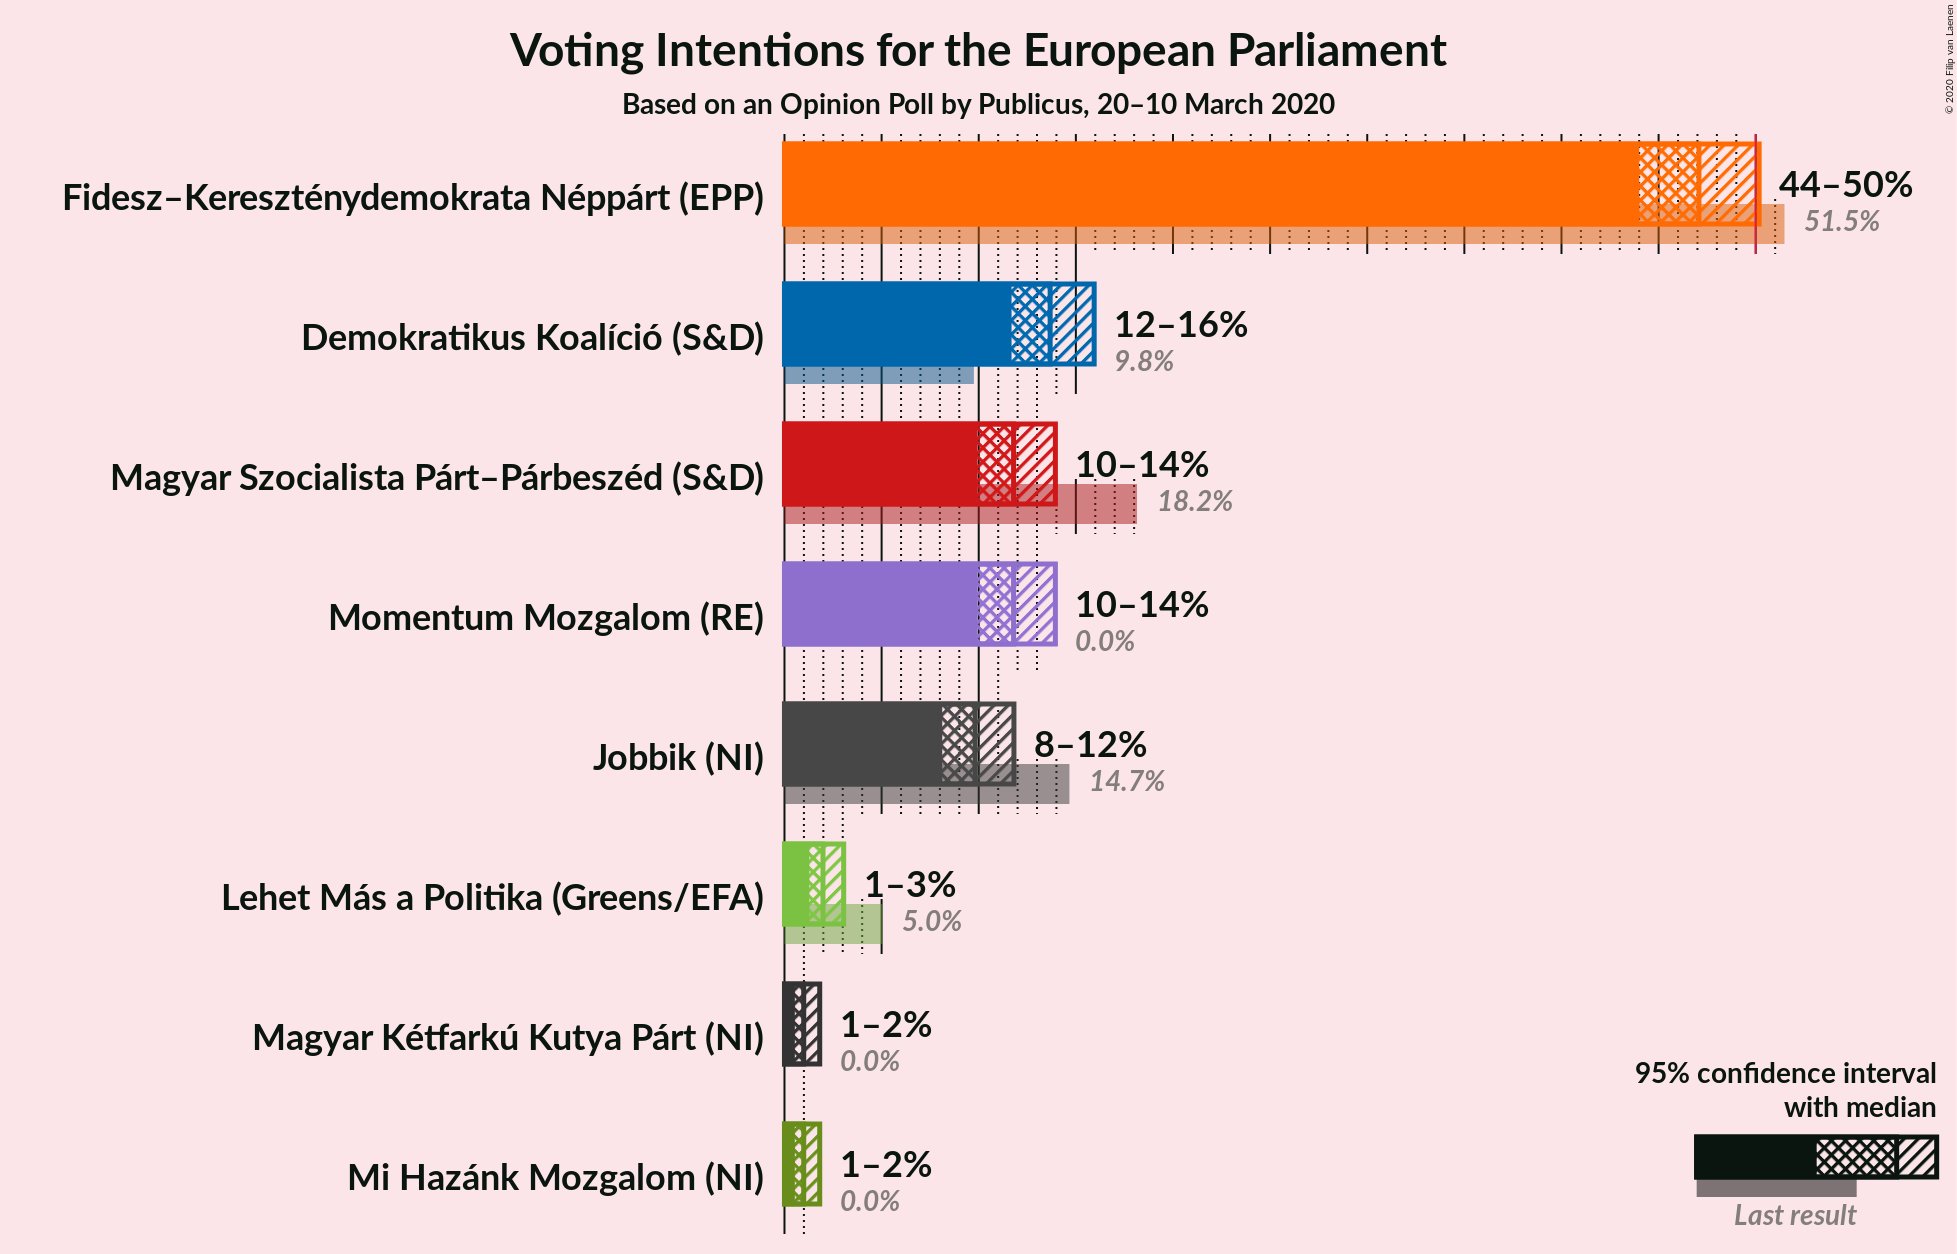 Voting Intentions for the European Parliament
Based on an Opinion Poll by Publicus, 20–10 March 2020
© 2020 Filip van Laenen
Fidesz–Kereszténydemokrata Néppárt (EPP)
44–50%
51.5%
Demokratikus Koalíció (S&D)
12–16%
9.8%
Magyar Szocialista Párt–Párbeszéd (S&D)
10–14%
18.2%
Momentum Mozgalom (RE)
10–14%
0.0%
Jobbik (NI)
8–12%
14.7%
Lehet Más a Politika (Greens/EFA)
1–3%
5.0%
Magyar Kétfarkú Kutya Párt (NI)
1–2%
0.0%
Mi Hazánk Mozgalom (NI)
1–2%
0.0%
95% confidence interval
with median
Last result